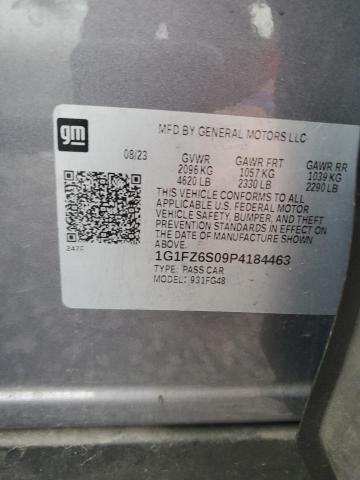 gm
MFD BY GENERAL MOTORS LLC
08/23 GVWR GAWR FRT GAWR RR
2096 KG 1057 KG 1039 KG
4620 LB 2330 LB 2290 LB
THIS VEHICLE CONFORMS TO ALL
APPLICABLE U.S. FEDERAL MOTOR
VEHICLE SAFETY, BUMPER, AND THEFT
PREVENTION STANDARDS IN EFFECT ON
THE DATE OF MANUFACTURE SHOWN
ABOVE.
247F
1G1FZ6S09P4184463
TYPE: PASS CAR
MODEL: 931FG48